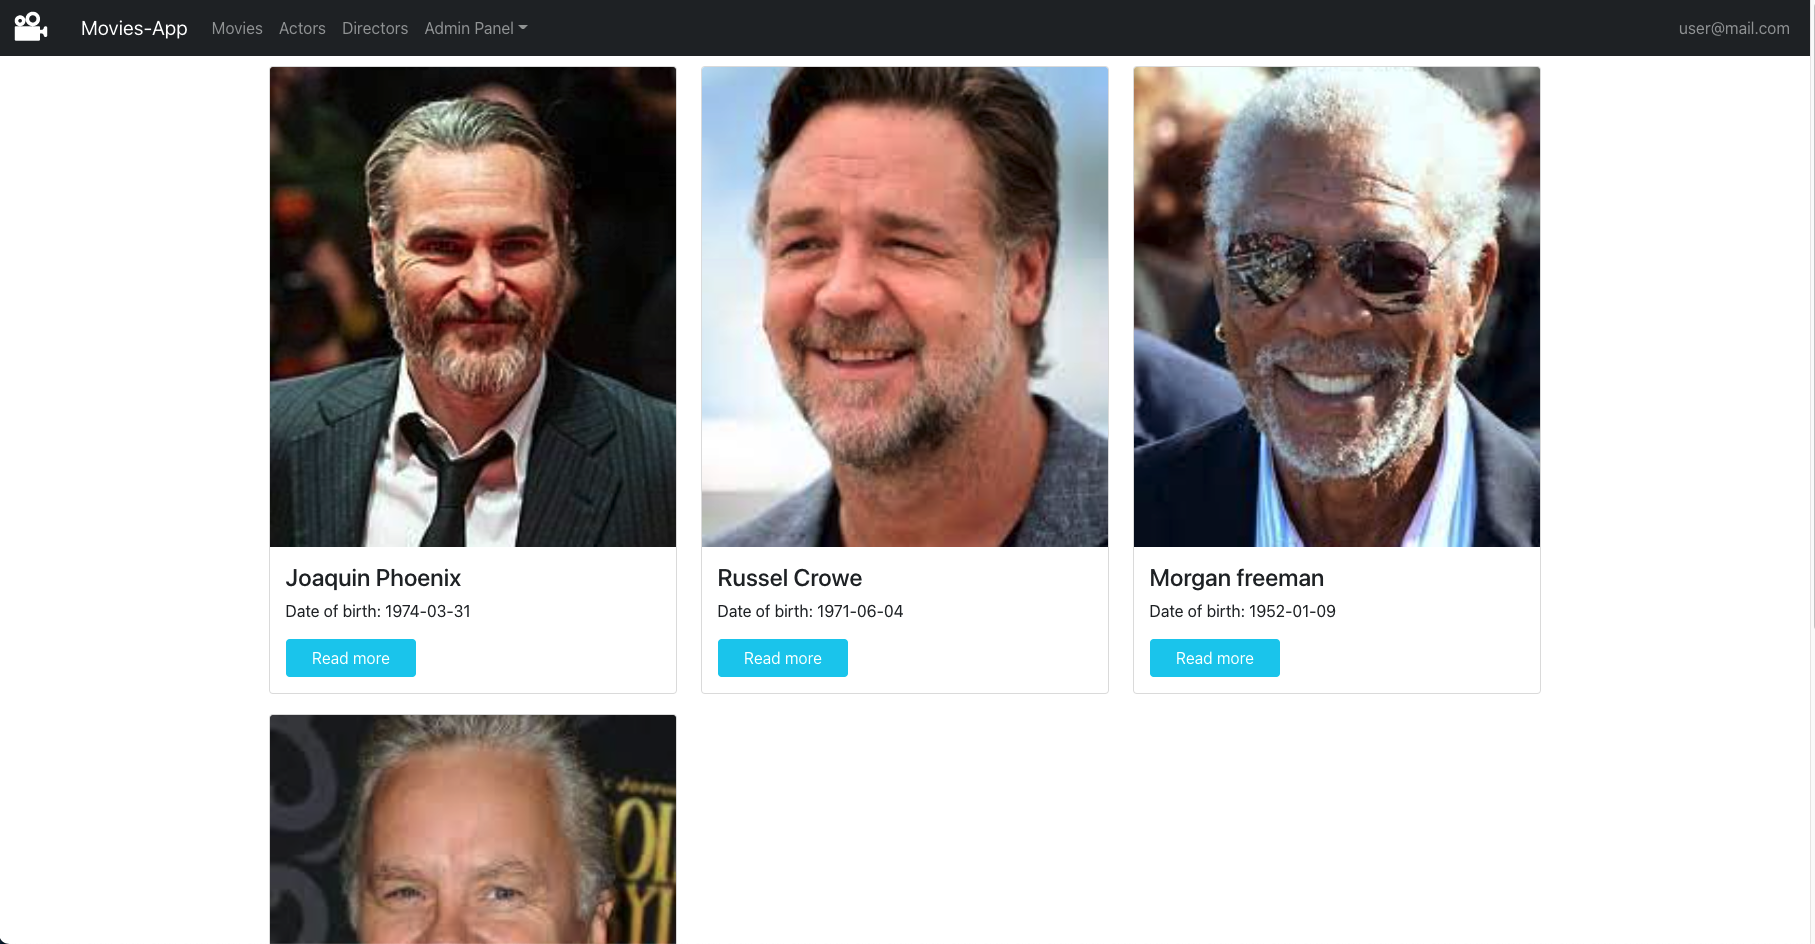 Movies-App Movies Actors Directors Admin Panel user@mail.com
Joaquin Phoenix
Date of birth: 1974-03-31
Read more
Russel Crowe
Date of birth: 1971-06-04
Read more
Morgan freeman
Date of birth: 1952-01-09
Read more